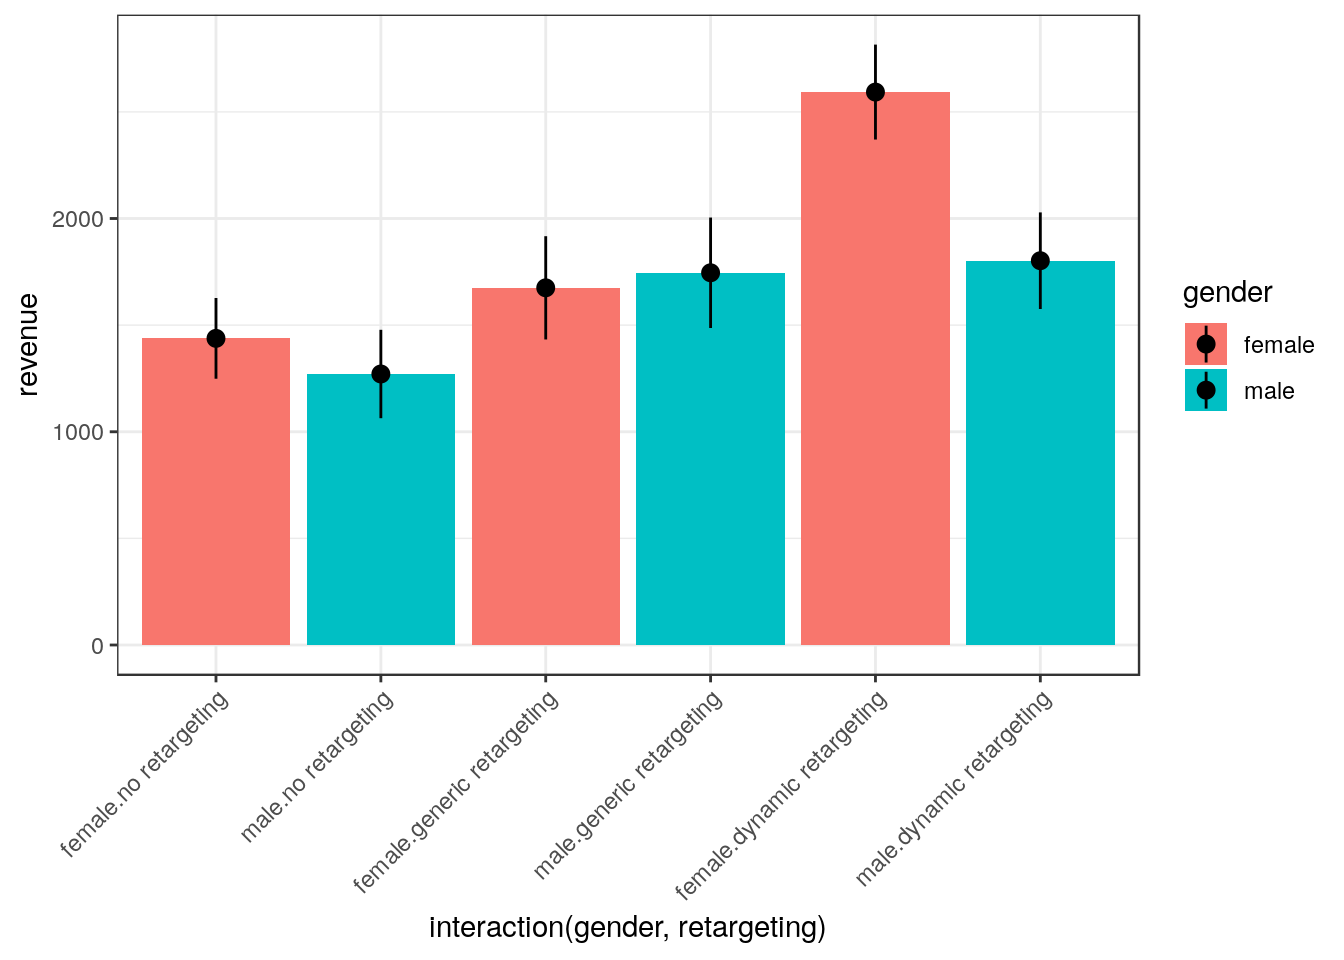 revenue
2000
1000
0
female.no retargeting
male.no retargeting
female.generic retargeting
male.generic retargeting
female.dynamic retargeting
male.dynamic retargeting
interaction(gender, retargeting)
gender
female
male